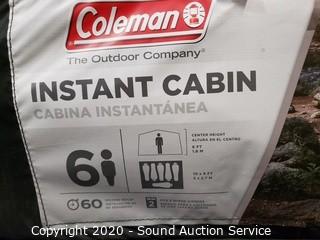 Coleman
The Outdoor Company
INSTANT CABIN
CABINA INSTANTÁNEA
6
CENTER HEIGHT
ALTURA EN EL CENTRO
6 FT
1,8 M
10 x 9 FT
3 x 2,7 M
60
2
Copyright 2020 - Sound Auction Service